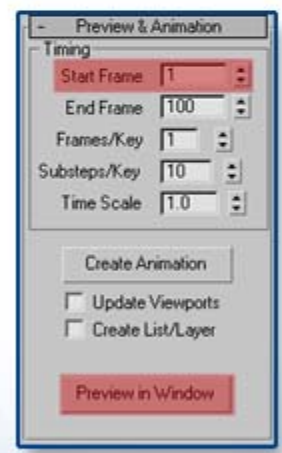 - Preview & Animation
Timing
Start Frame 1
End Frame 100
Frames/Key 1
Substeps/Key 10
Time Scale 1.0
Create Animation
Update Viewports
Create List/Layer
Preview in Window